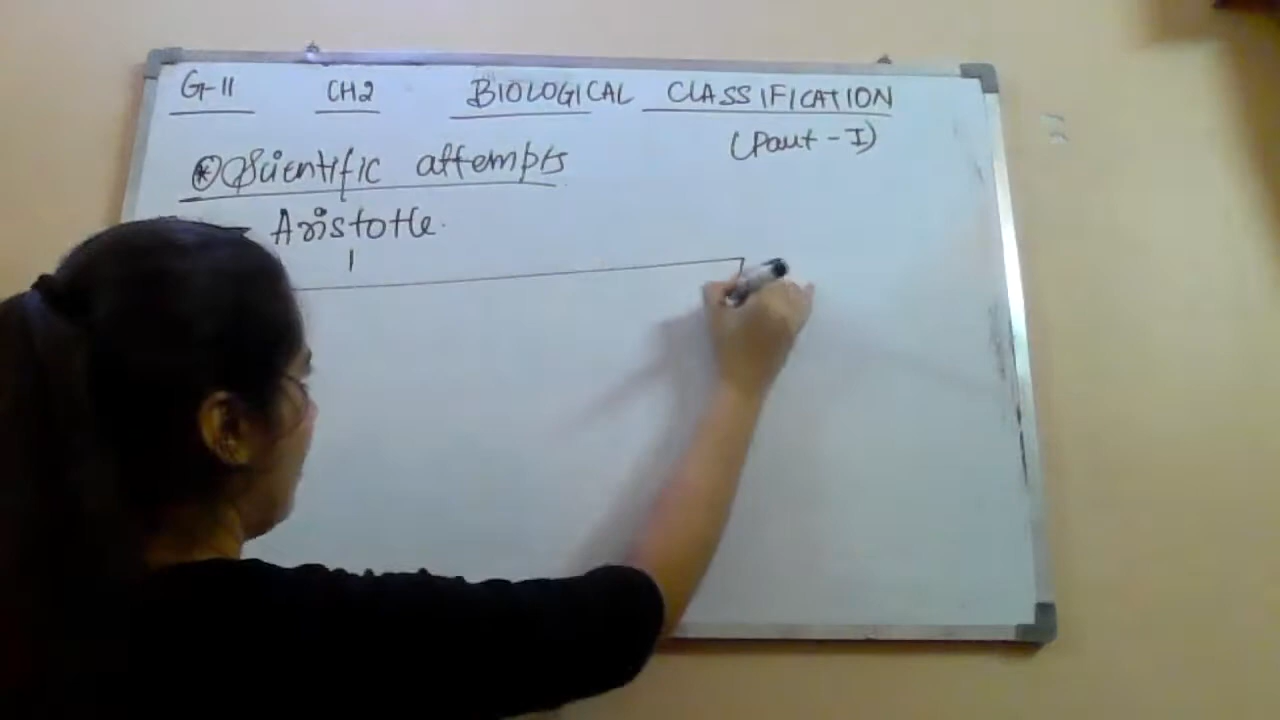 G-11 CH2 BIOLOGICAL CLASSIFICATION
(Part - I)
* Scientific attempts
Aristotle.